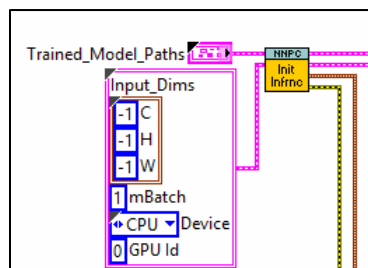 Trained_Model_Paths
NNPC
Init
Infrnc
Input_Dims
-1 C
-1 H
-1 W
1 mBatch
CPU Device
0 GPU Id